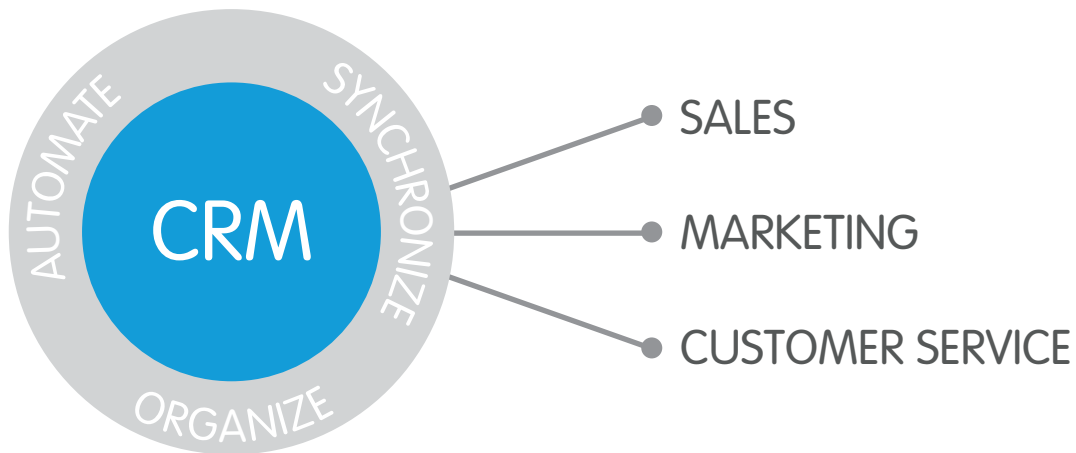 AUTOMATE
SYNCHRONIZE
ORGANIZE
CRM
SALES
MARKETING
CUSTOMER SERVICE